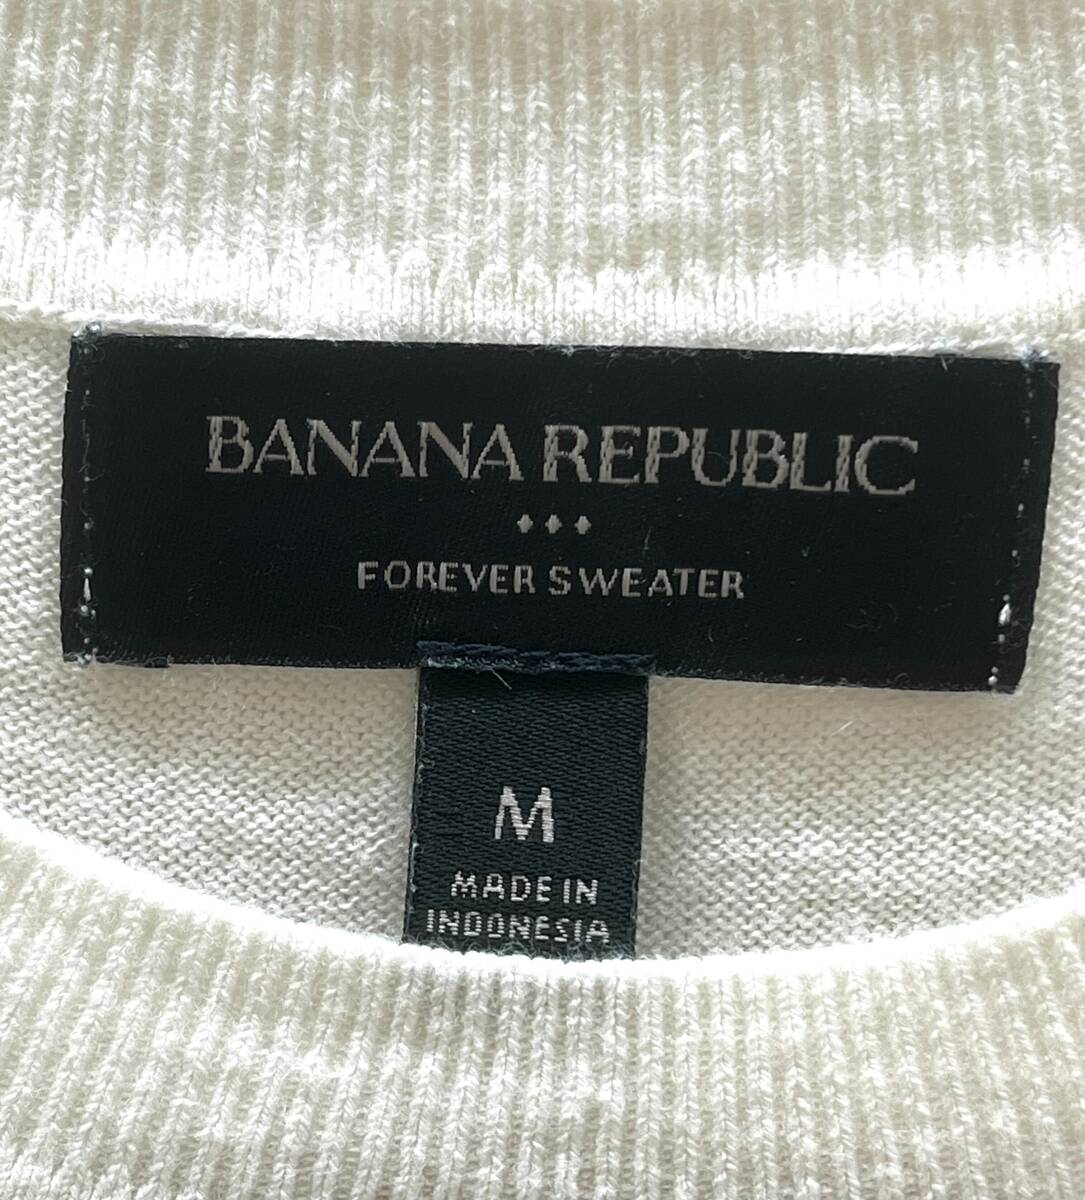 BANANA REPUBLIC
FOREVER SWEATER
M
MADE IN
INDONESIA